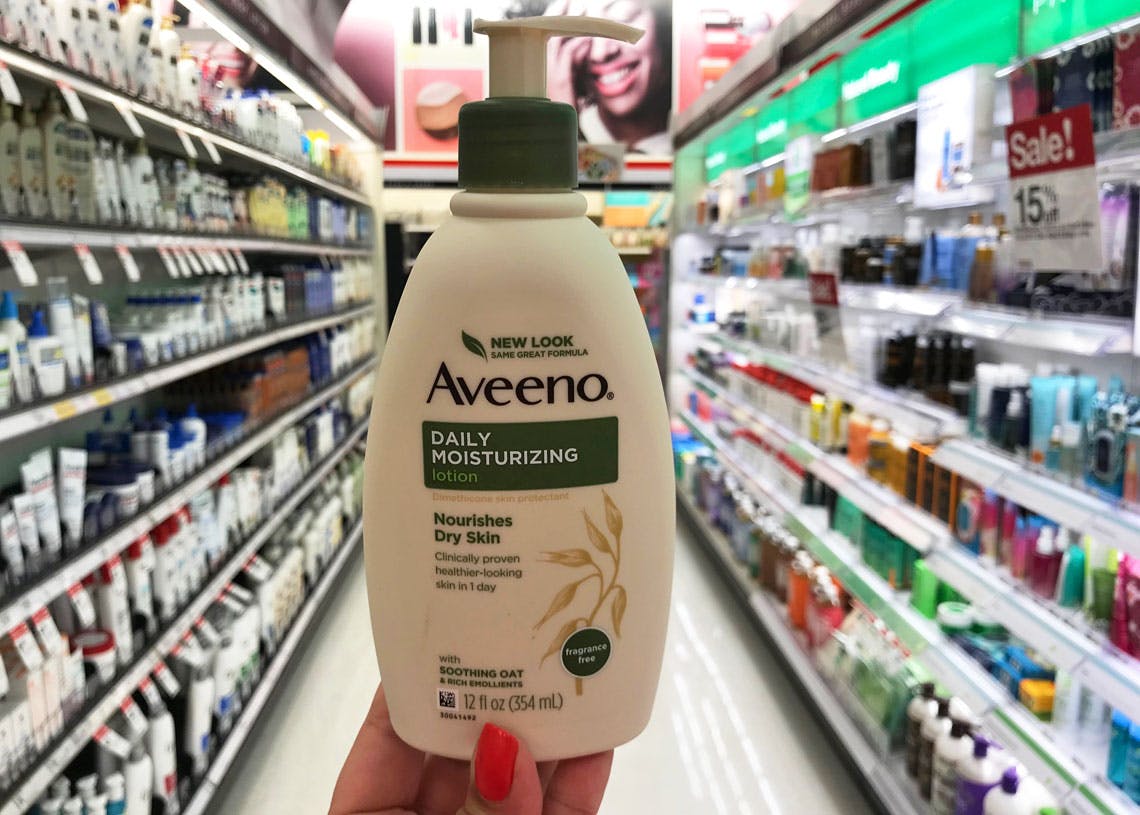 NEW LOOK
SAME GREAT FORMULA
Aveeno®
DAILY
MOISTURIZING
lotion
Dimethicone skin protectant
Nourishes
Dry Skin
Clinically proven
healthier-looking
skin in 1 day
fragrance
free
with
SOOTHING OAT
& RICH EMOLLIENTS
12 fl oz (354 mL)
30041492
Sale!
15% off